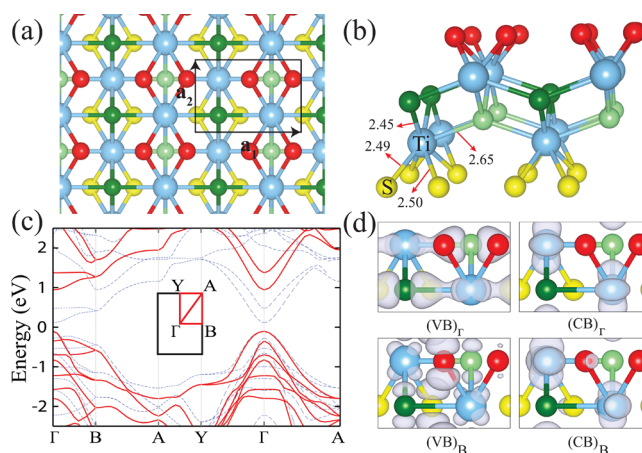 (a)
a₂
a₁
(b)
2.45
2.49
Ti
2.65
S
2.50
(c)
Energy (eV)
2
1
0
-1
-2
Y
A
Γ
B
Γ
B
A
Y
Γ
A
(d)
(VB)Γ
(CB)Γ
(VB)B
(CB)B